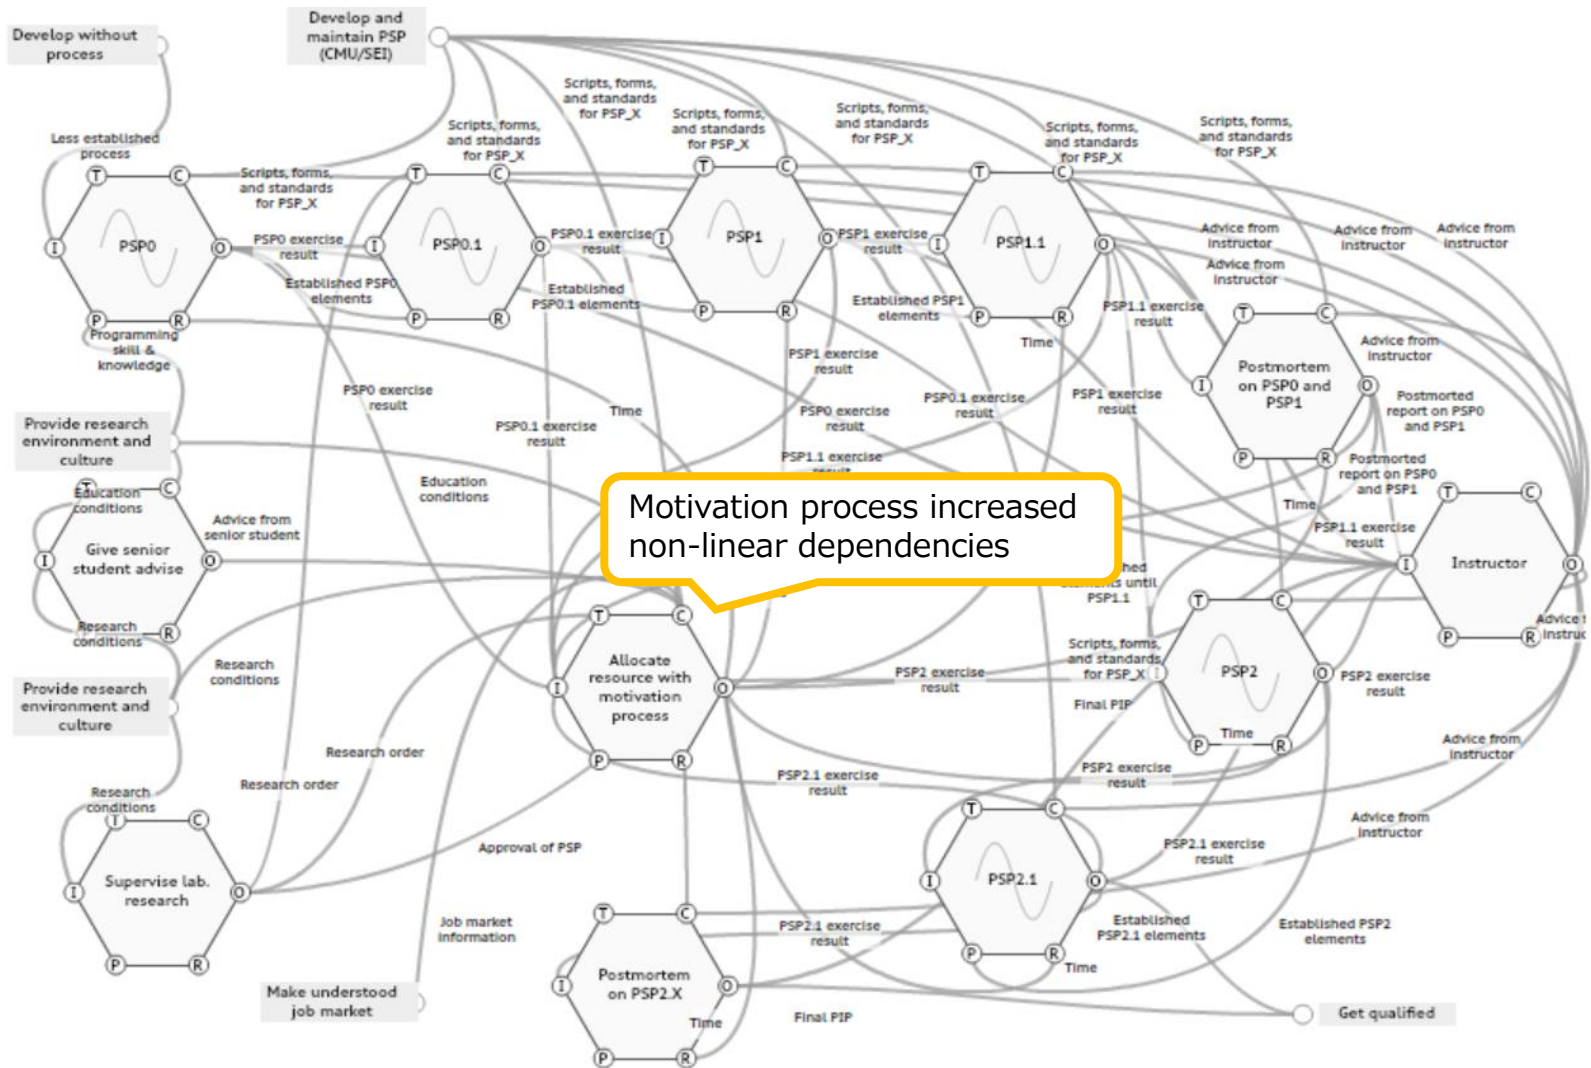 Develop without
process
Develop and
maintain PSP
(CMU/SEI)
Less established
process
Scripts, forms,
and standards
for PSP_X
Scripts, forms,
and standards
for PSP_X
Scripts, forms,
and standards
for PSP_X
Scripts, forms,
and standards
for PSP_X
Scripts, forms,
and standards
for PSP_X
Scripts, forms,
and standards
for PSP_X
Scripts, forms,
and standards
for PSP_X
T C
I PSP0 O
P R
T C
I PSP0.1 O
P R
T C
I PSP1 O
P R
T C
I PSP1.1 O
P R
PSP0 exercise
result
PSP0.1 exercise
result
PSP1 exercise
result
Established PSP0
elements
Established
PSP0.1 elements
Established PSP1
elements
Advice from
instructor
Advice from
instructor
Advice from
instructor
Advice from
instructor
PSP1.1 exercise
result
Time
Programming
skill &
knowledge
T C
I Postmortem
on PSP0 and
PSP1
O
P R
Advice from
instructor
PSP1 exercise
result
PSP0 exercise
result
Time
PSP0 exercise
result
PSP0.1 exercise
result
PSP1 exercise
result
Postmorted
report on PSP0
and PSP1
PSP0.1 exercise
result
PSP1.1 exercise
Provide research
environment and
culture
Postmorted
report on PSP0
and PSP1
Education
conditions
Education
conditions
Motivation process increased
non-linear dependencies
Time
PSP1.1 exercise
result
T C
I Instructor O
P R
C
I Give senior
student advise
O
R
Advice from
senior student
until
PSP1.1
Research
conditions
Research
conditions
T C
I Allocate
resource with
motivation
process
O
P R
Scripts, forms,
and standards
for PSP_X
T C
I PSP2 O
P R
Time
PSP2 exercise
result
PSP2 exercise
result
Final PIP
Provide research
environment and
culture
Research order
Research order
PSP2.1 exercise
result
PSP2 exercise
result
Advice from
instructor
Advice from
instructor
Research
conditions
T C
I Supervise lab.
research
O
P R
Approval of PSP
T C
I PSP2.1 O
P R
PSP2.1 exercise
result
Job market
information
PSP2.1 exercise
result
Established
PSP2.1 elements
Established PSP2
elements
Time
Make understood
job market
T C
I Postmortem
on PSP2.X
O
P R
Time
Final PIP
Get qualified